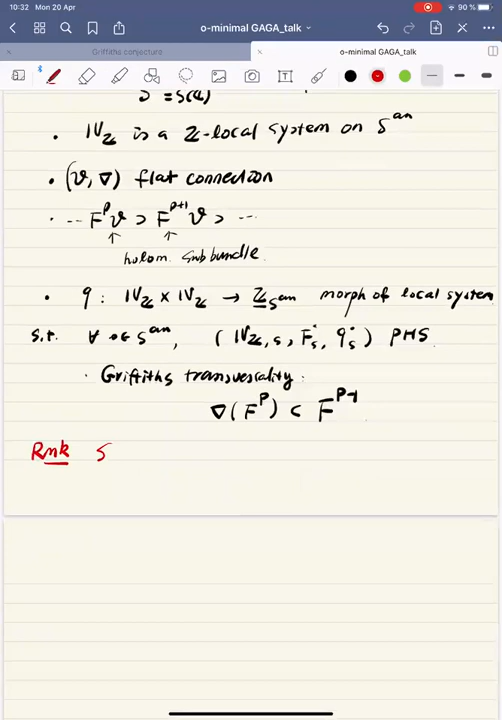 10:32 Mon 20 Apr
90 %
o-minimal GAGA_talk
Griffiths conjecture
o-minimal GAGA_talk
S^an = S(ℂ)
• 𝕍_ℤ is a ℤ-local system on S^an
• (𝒱, ∇) flat connection
• ... F^p 𝒱 ⊃ F^{p+1} 𝒱 ⊃ ...
↑ ↑
holom. subbundle
• q : 𝕍_ℤ × 𝕍_ℤ → ℤ_{S^an} morph of local system
s.t. ∀ s ∈ S^an, (𝕍_{ℤ,s}, F^•_s, q_s) PHS
• Griffiths transversality:
∇(F^p) ⊂ F^{p-1}
Rmk S